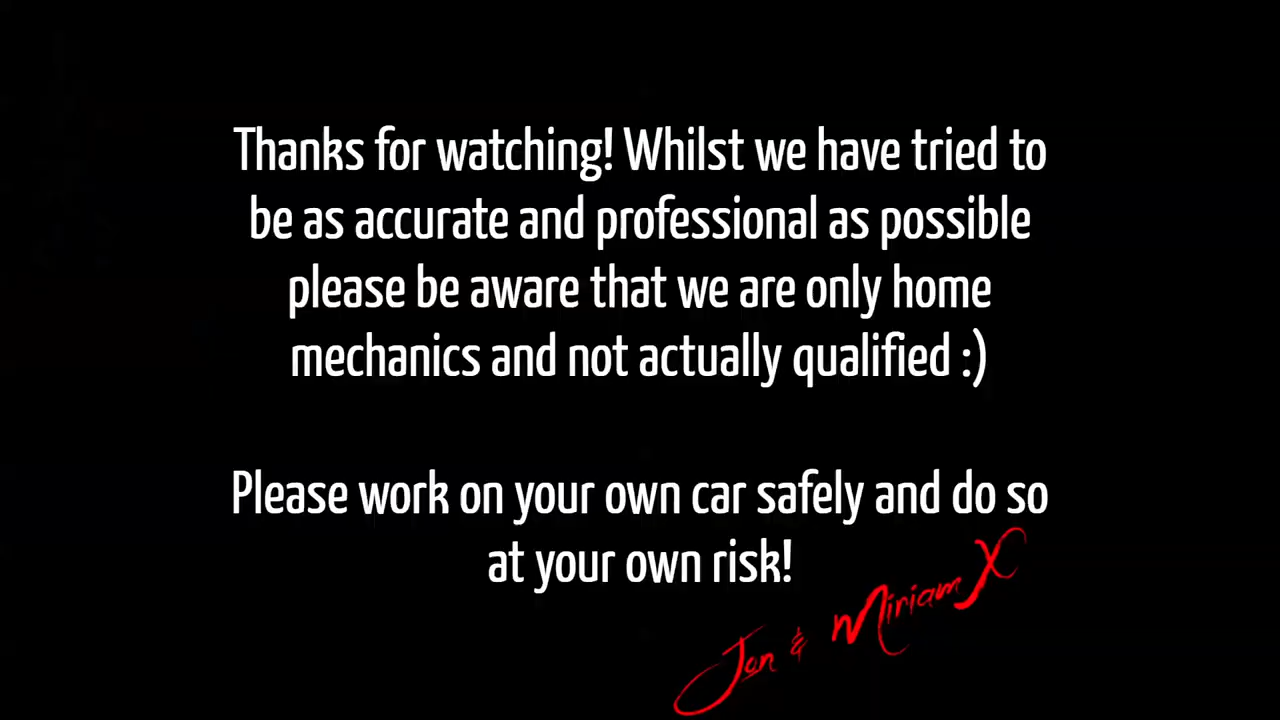 Thanks for watching! Whilst we have tried to
be as accurate and professional as possible
please be aware that we are only home
mechanics and not actually qualified :)
Please work on your own car safely and do so
at your own risk!
Jon & Miriam X